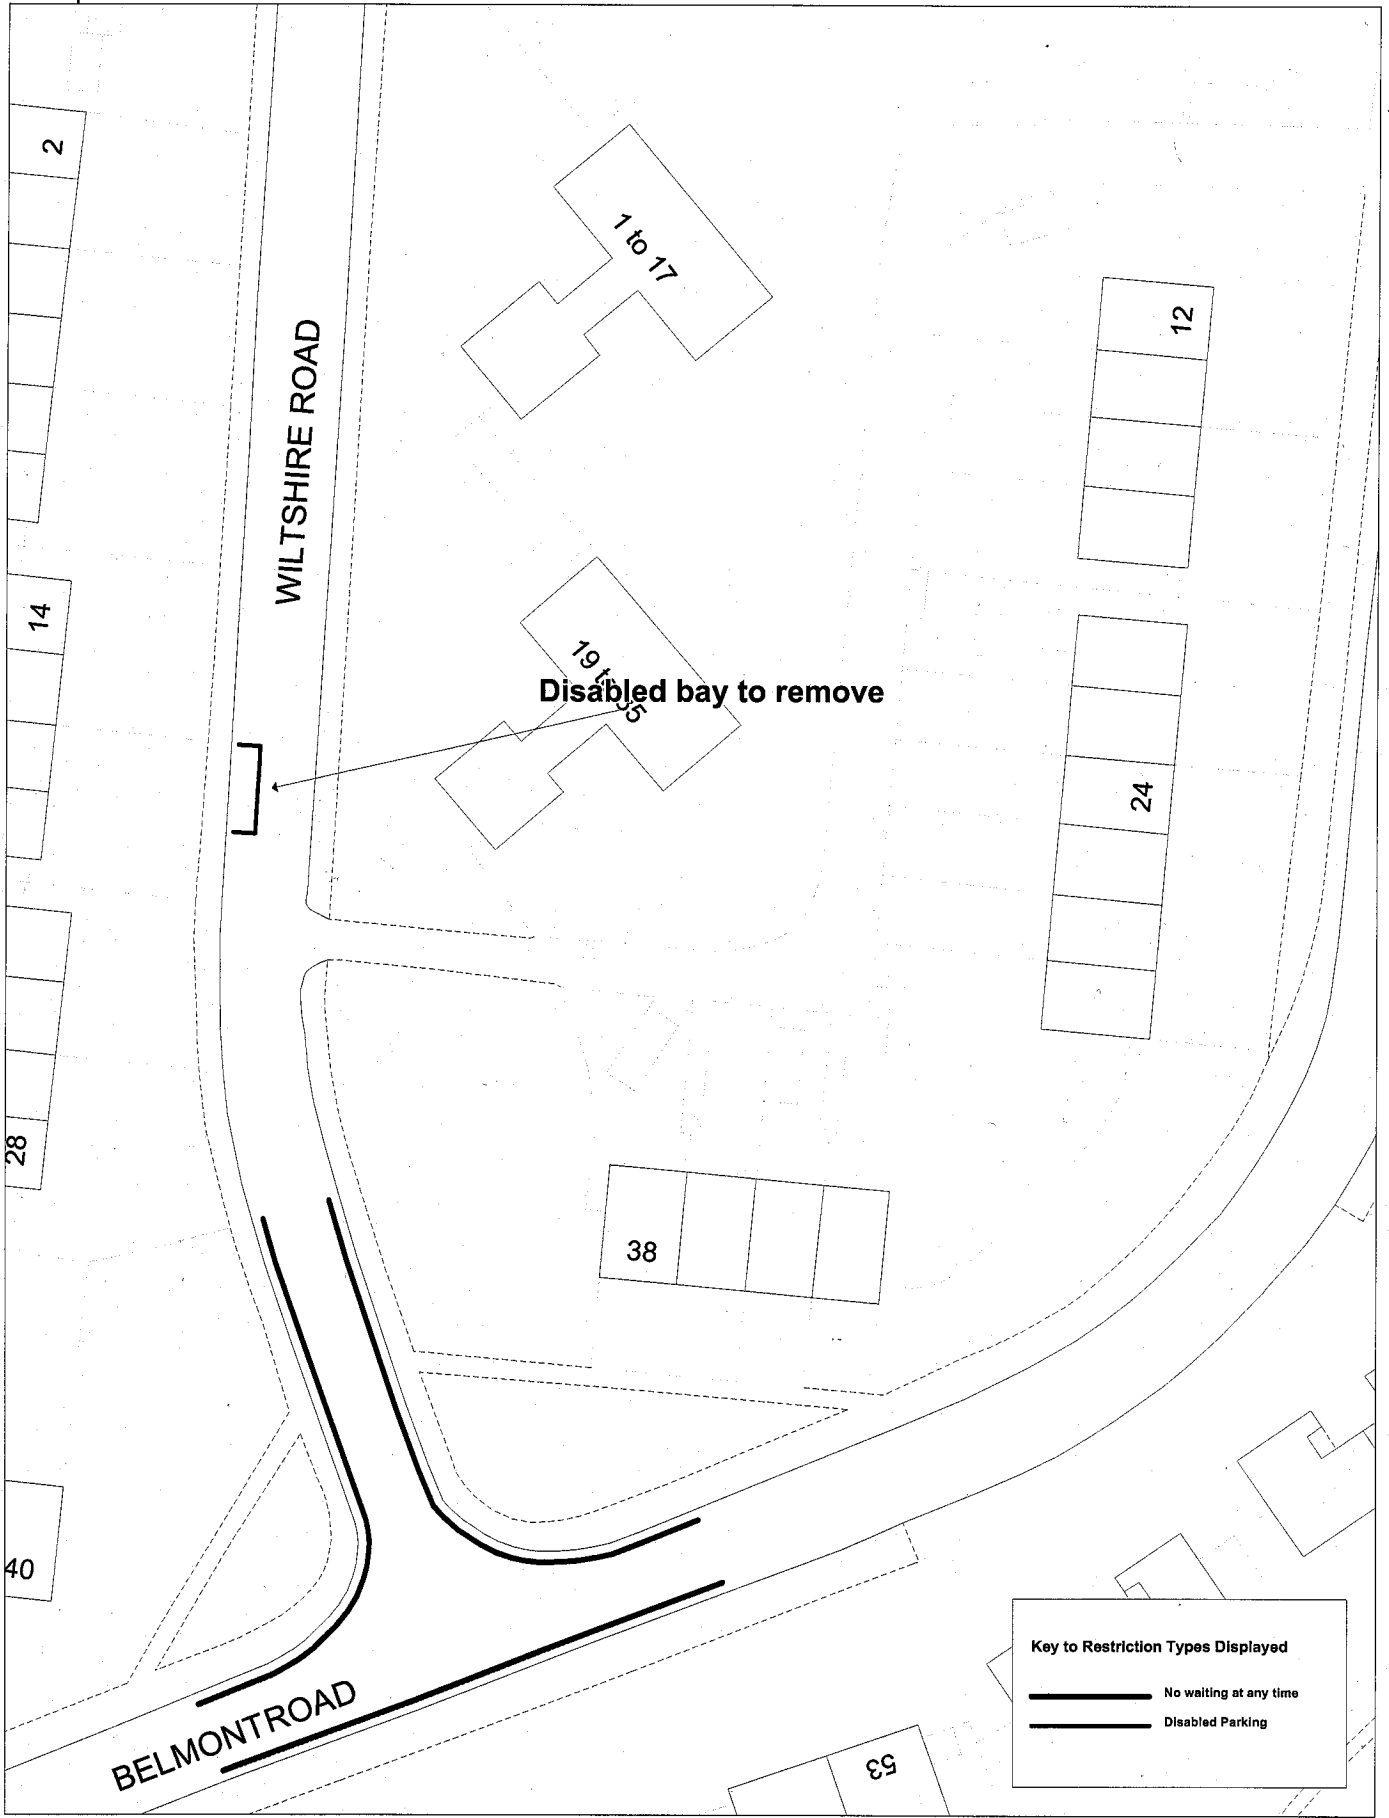 2
1 to 17
12
WILTSHIRE ROAD
14
Disabled bay to remove
24
28
38
40
BELMONTROAD
53
Key to Restriction Types Displayed
No waiting at any time
Disabled Parking